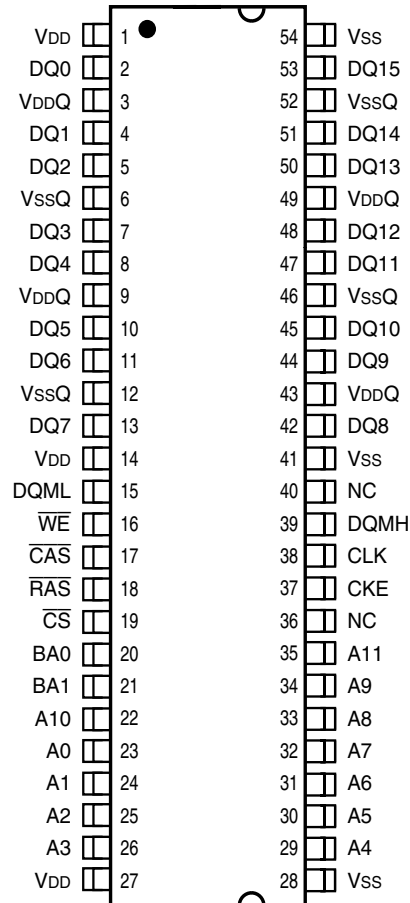 VDD 1 54 VSS
DQ0 2 53 DQ15
VDDQ 3 52 VSSQ
DQ1 4 51 DQ14
DQ2 5 50 DQ13
VSSQ 6 49 VDDQ
DQ3 7 48 DQ12
DQ4 8 47 DQ11
VDDQ 9 46 VSSQ
DQ5 10 45 DQ10
DQ6 11 44 DQ9
VSSQ 12 43 VDDQ
DQ7 13 42 DQ8
VDD 14 41 VSS
DQML 15 40 NC
WE 16 39 DQMH
CAS 17 38 CLK
RAS 18 37 CKE
CS 19 36 NC
BA0 20 35 A11
BA1 21 34 A9
A10 22 33 A8
A0 23 32 A7
A1 24 31 A6
A2 25 30 A5
A3 26 29 A4
VDD 27 28 VSS